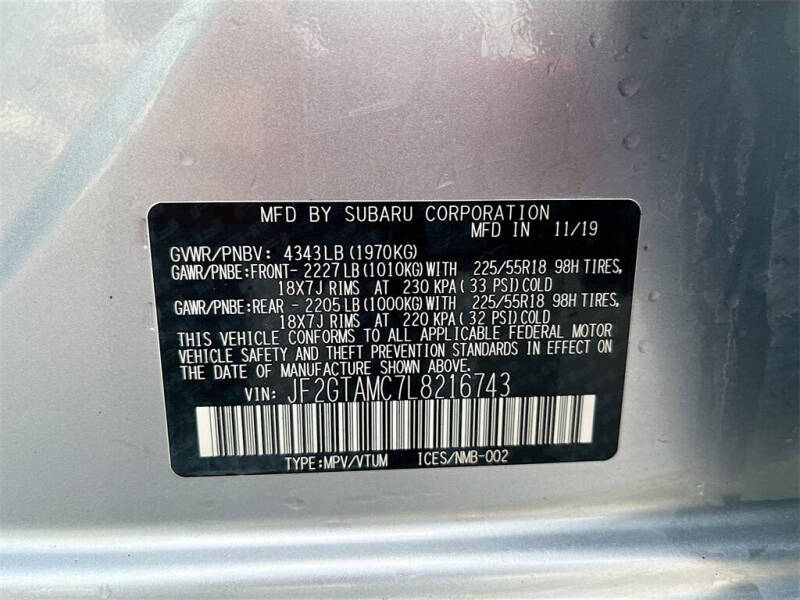 MFD BY SUBARU CORPORATION
MFD IN 11/19
GVWR/PNBV: 4343LB(1970KG)
GAWR/PNBE:FRONT- 2227LB(1010KG)WITH 225/55R18 98H TIRES,
18X7J RIMS AT 230 KPA(33 PSI)COLD
GAWR/PNBE:REAR - 2205LB(1000KG)WITH 225/55R18 98H TIRES,
18X7J RIMS AT 220 KPA(32 PSI)COLD
THIS VEHICLE CONFORMS TO ALL APPLICABLE FEDERAL MOTOR
VEHICLE SAFETY AND THEFT PREVENTION STANDARDS IN EFFECT ON
THE DATE OF MANUFACTURE SHOWN ABOVE.
VIN: JF2GTAMC7L8216743
TYPE:MPV/VTUM ICES/NMB-002